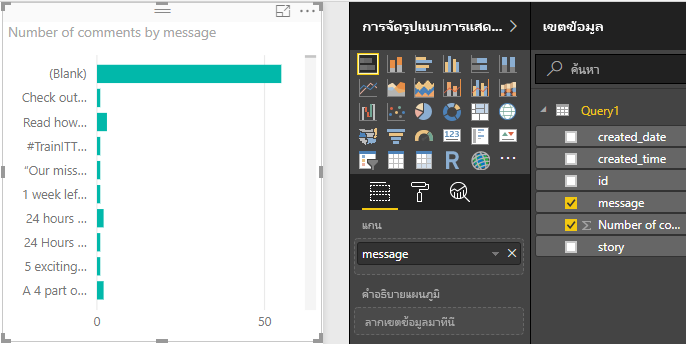 Number of comments by message
(Blank)
Check out...
Read how...
#TrainITT...
"Our miss...
1 week lef...
24 hours ...
24 Hours ...
5 exciting...
A 4 part o...
0
50
การจัดรูปแบบการแสด...
123
R
แกน
message
คำอธิบายแผนภูมิ
ลากเขตข้อมูลมาที่นี่
เขตข้อมูล
ค้นหา
Query1
created_date
created_time
id
message
Σ Number of co...
story